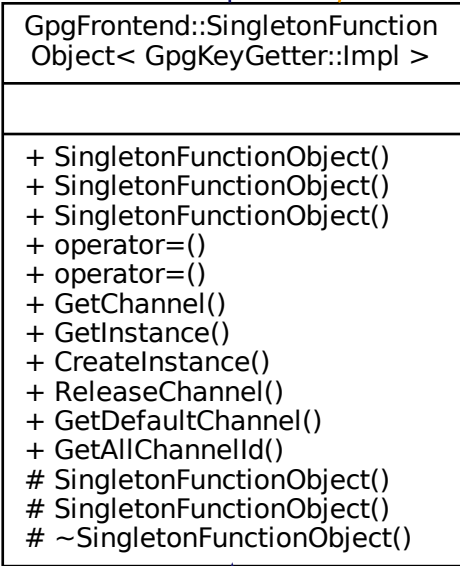 GpgFrontend::SingletonFunction
Object< GpgKeyGetter::Impl >
+ SingletonFunctionObject()
+ SingletonFunctionObject()
+ SingletonFunctionObject()
+ operator=()
+ operator=()
+ GetChannel()
+ GetInstance()
+ CreateInstance()
+ ReleaseChannel()
+ GetDefaultChannel()
+ GetAllChannelId()
# SingletonFunctionObject()
# SingletonFunctionObject()
# ~SingletonFunctionObject()